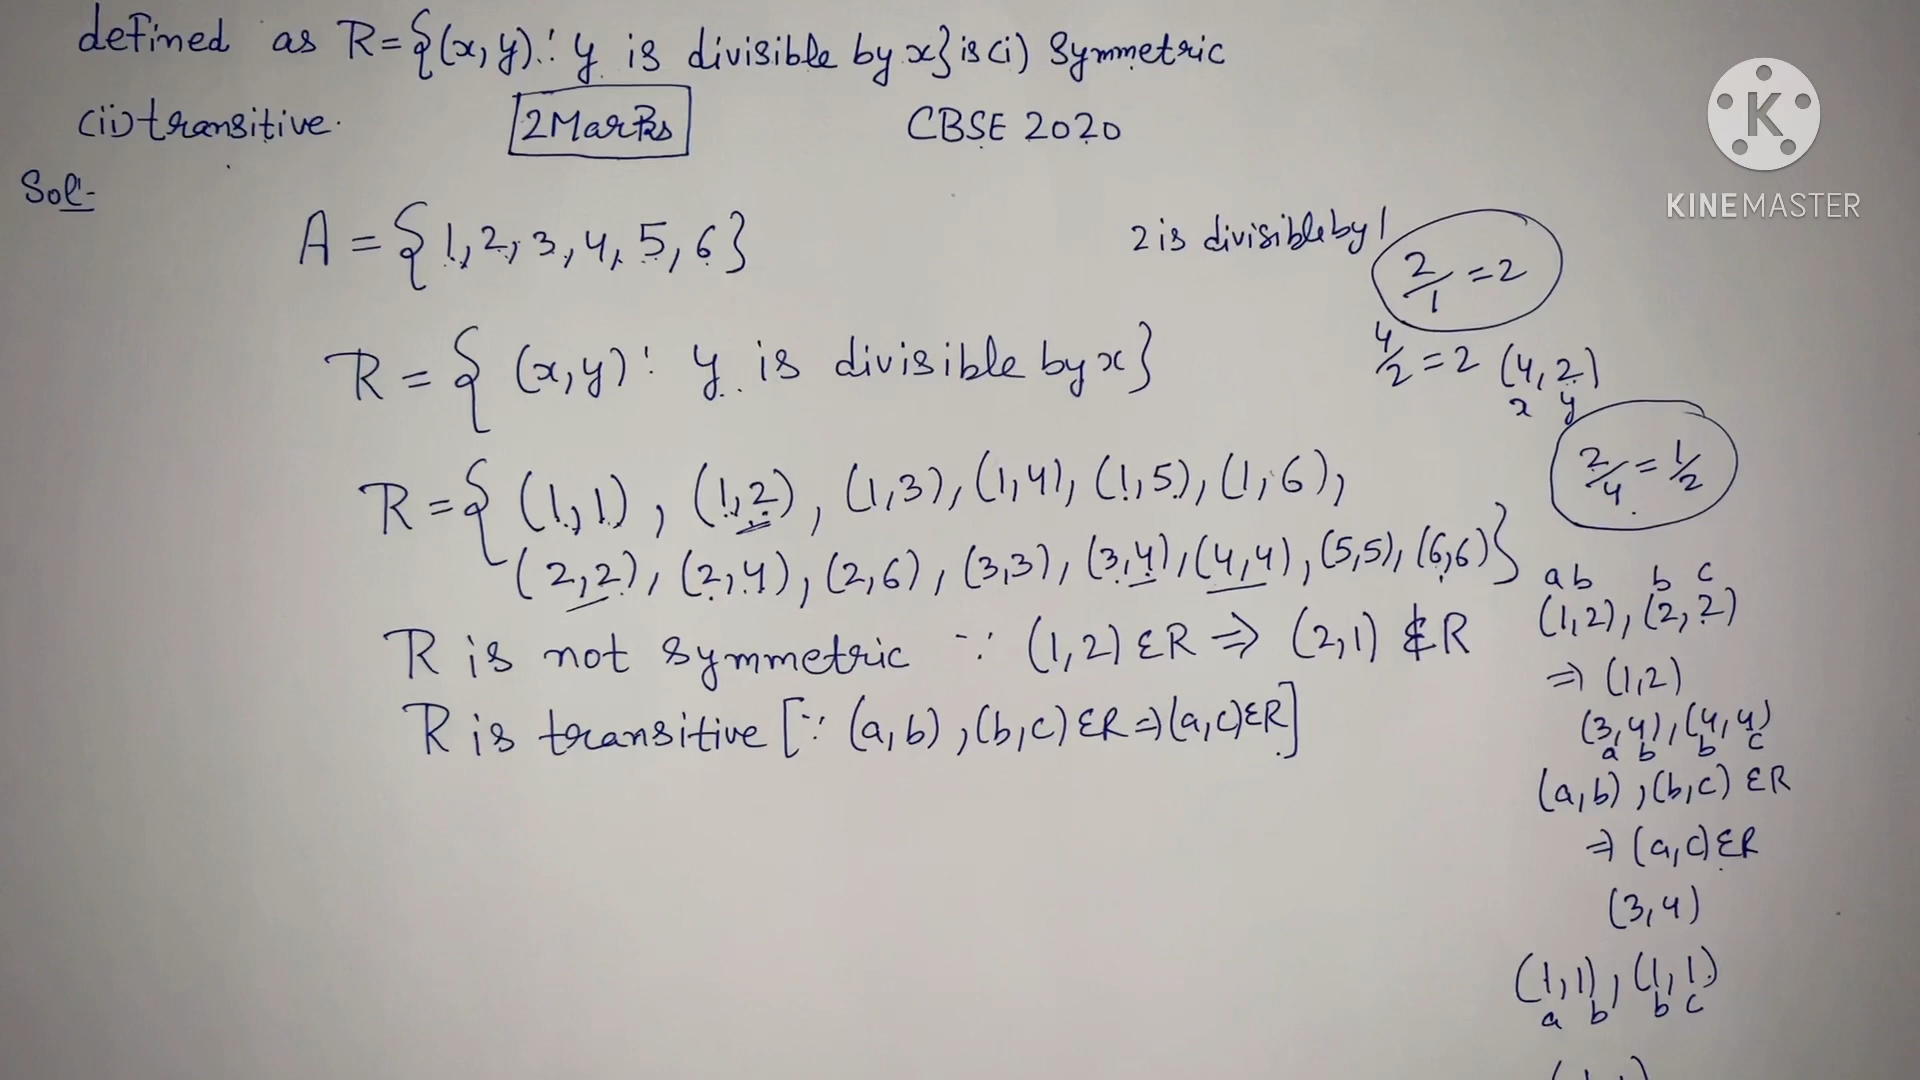 defined as R={(x,y): y is divisible by x} is (i) Symmetric
(ii) transitive. 2 Marks CBSE 2020
Sol:-
A = {1,2,3,4,5,6}
R = { (x,y): y is divisible by x}
R = { (1,1), (1,2), (1,3), (1,4), (1,5), (1,6),
(2,2), (2,4), (2,6), (3,3), (3,4), (4,4), (5,5), (6,6)}
R is not symmetric ∵ (1,2) ∈ R ⇒ (2,1) ∉ R
R is transitive [∵ (a,b), (b,c) ∈ R ⇒ (a,c) ∈ R]
K
KINEMASTER
2 is divisible by 1
2/1 = 2
4/2 = 2 (4,2)
x y
2/4 = 1/2
a b b c
(1,2), (2,2)
⇒ (1,2)
(3,4), (4,4)
a b b c
(a,b), (b,c) ∈ R
⇒ (a,c) ∈ R
(3,4)
(1,1), (1,1)
a b b c